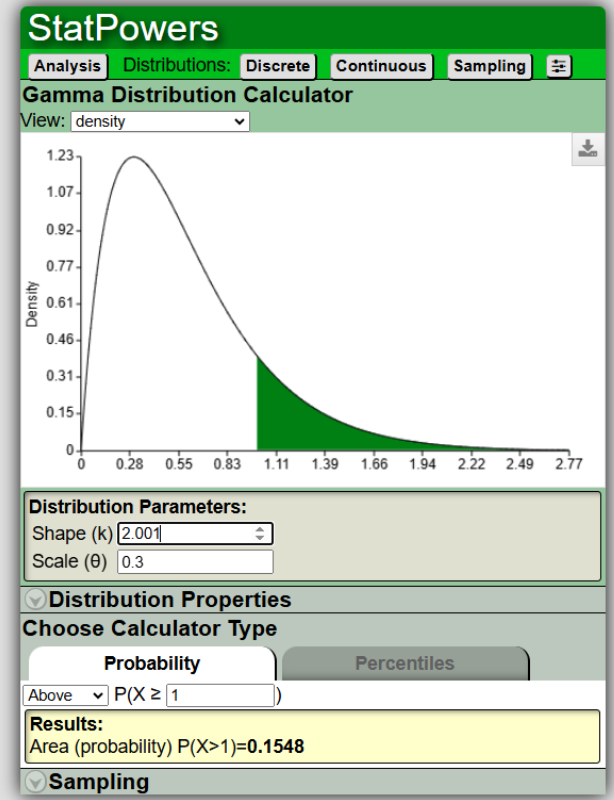 StatPowers
Analysis Distributions: Discrete Continuous Sampling
Gamma Distribution Calculator
View: density
1.23
1.07
0.92
0.77
0.61
0.46
0.31
0.15
0
Density
0 0.28 0.55 0.83 1.11 1.39 1.66 1.94 2.22 2.49 2.77
Distribution Parameters:
Shape (k) 2.001
Scale (θ) 0.3
Distribution Properties
Choose Calculator Type
Probability Percentiles
Above P(X ≥ 1 )
Results:
Area (probability) P(X>1)=0.1548
Sampling